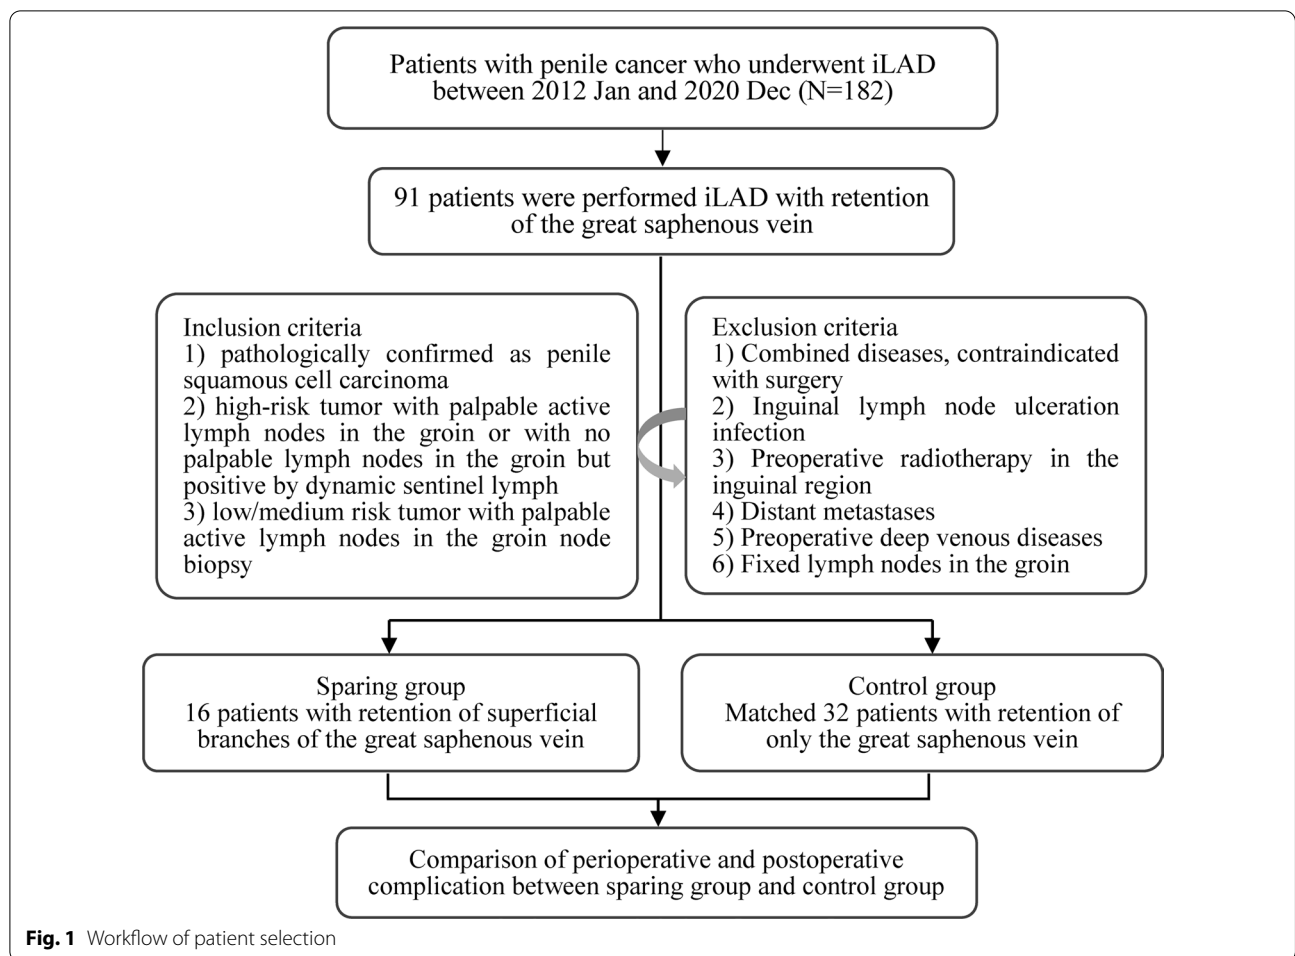 Patients with penile cancer who underwent iLAD
between 2012 Jan and 2020 Dec (N=182)
91 patients were performed iLAD with retention
of the great saphenous vein
Inclusion criteria
1) pathologically confirmed as penile
squamous cell carcinoma
2) high-risk tumor with palpable active
lymph nodes in the groin or with no
palpable lymph nodes in the groin but
positive by dynamic sentinel lymph
3) low/medium risk tumor with palpable
active lymph nodes in the groin node
biopsy
Exclusion criteria
1) Combined diseases, contraindicated
with surgery
2) Inguinal lymph node ulceration
infection
3) Preoperative radiotherapy in the
inguinal region
4) Distant metastases
5) Preoperative deep venous diseases
6) Fixed lymph nodes in the groin
Sparing group
16 patients with retention of superficial
branches of the great saphenous vein
Control group
Matched 32 patients with retention of
only the great saphenous vein
Comparison of perioperative and postoperative
complication between sparing group and control group
Fig. 1 Workflow of patient selection